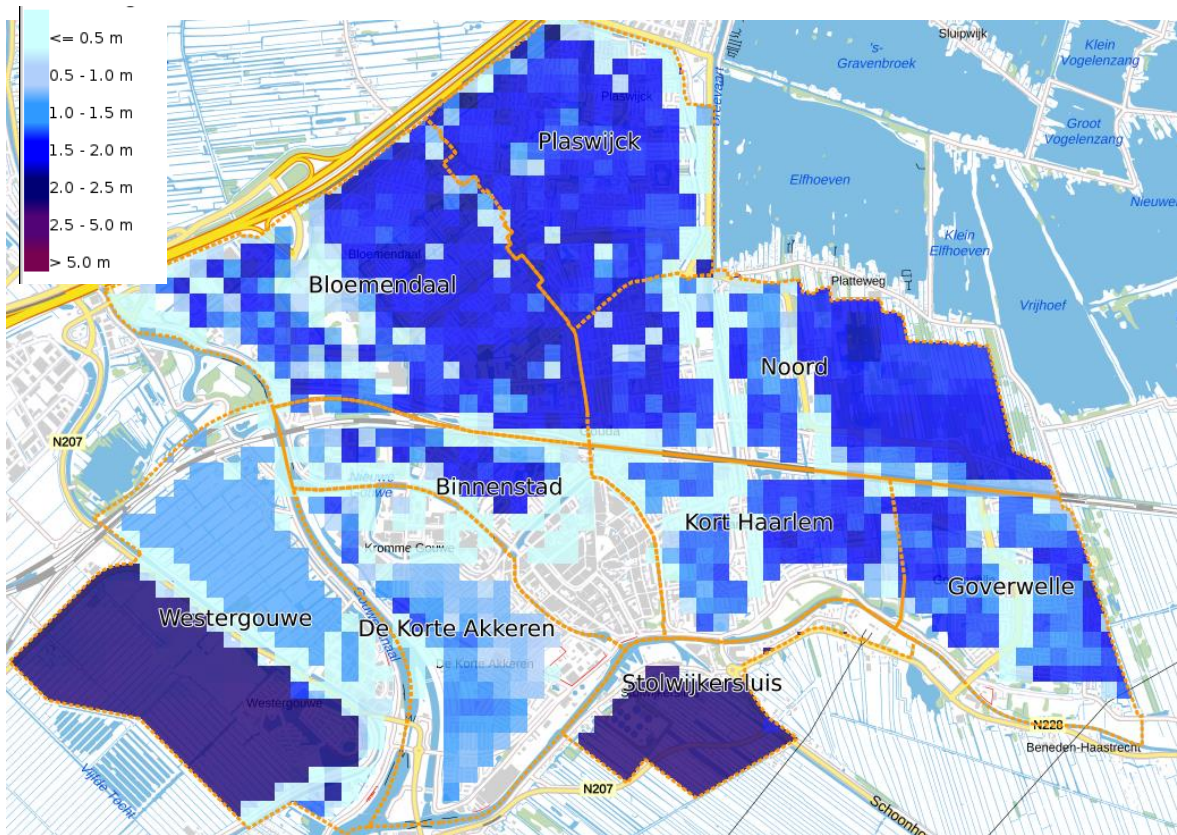 <= 0.5 m
0.5 - 1.0 m
1.0 - 1.5 m
1.5 - 2.0 m
2.0 - 2.5 m
2.5 - 5.0 m
> 5.0 m
Sluipwijk
's-
Gravenbroek
Klein
Vogelenzang
Groot
Vogelenzang
Plaswijck
Plaswijck
Elfhoeven
Klein
Elfhoeven
Platteweg
Vrijhoef
Bloemendaal
Bloemendaal
Noord
N207
Gouda
Binnenstad
Kort Haarlem
Kromme Gouwe
Goverwelle
Westergouwe
De Korte Akkeren
De Korte Akkeren
Westergouwe
Stolwijkersluis
N228
Beneden-Haastrecht
Vijfde Tocht
N207